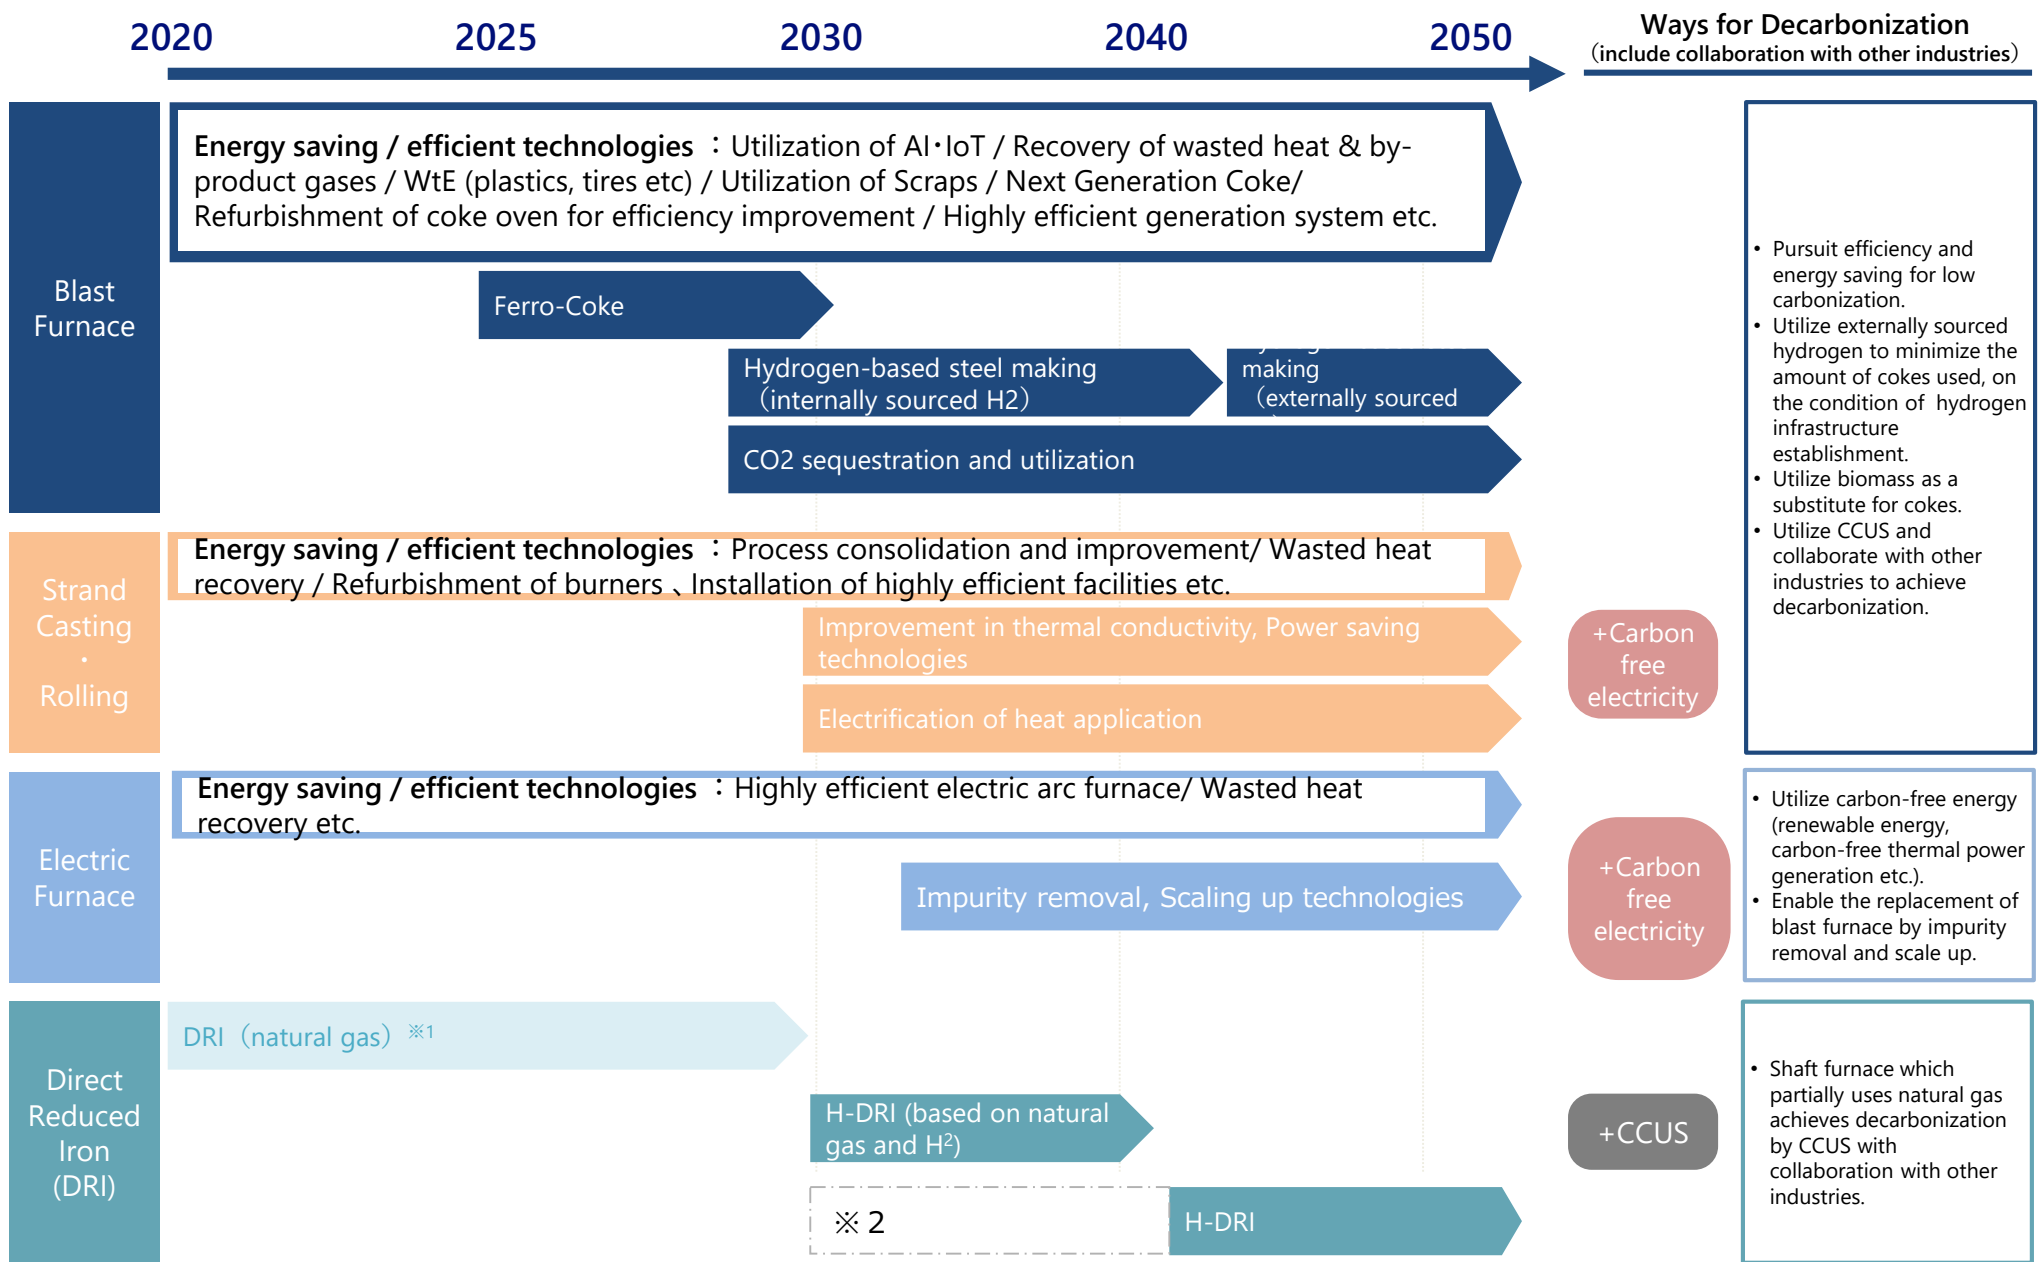 2020 2025 2030 2040 2050
Ways for Decarbonization
(include collaboration with other industries)
Blast
Furnace
Energy saving / efficient technologies ：Utilization of AI･IoT / Recovery of wasted heat & by-
product gases / WtE (plastics, tires etc) / Utilization of Scraps / Next Generation Coke/
Refurbishment of coke oven for efficiency improvement / Highly efficient generation system etc.
Ferro-Coke
Hydrogen-based steel making
（internally sourced H2）
making
（externally sourced
CO2 sequestration and utilization
• Pursuit efficiency and
energy saving for low
carbonization.
• Utilize externally sourced
hydrogen to minimize the
amount of cokes used, on
the condition of hydrogen
infrastructure
establishment.
• Utilize biomass as a
substitute for cokes.
• Utilize CCUS and
collaborate with other
industries to achieve
decarbonization.
Strand
Casting
・
Rolling
Energy saving / efficient technologies ：Process consolidation and improvement/ Wasted heat
recovery / Refurbishment of burners 、Installation of highly efficient facilities etc.
Improvement in thermal conductivity, Power saving
technologies
Electrification of heat application
+Carbon
free
electricity
Electric
Furnace
Energy saving / efficient technologies ：Highly efficient electric arc furnace/ Wasted heat
recovery etc.
Impurity removal, Scaling up technologies
+Carbon
free
electricity
• Utilize carbon-free energy
(renewable energy,
carbon-free thermal power
generation etc.).
• Enable the replacement of
blast furnace by impurity
removal and scale up.
Direct
Reduced
Iron
(DRI)
DRI（natural gas）※1
H-DRI (based on natural
gas and H²)
※２
H-DRI
+CCUS
• Shaft furnace which
partially uses natural gas
achieves decarbonization
by CCUS with
collaboration with other
industries.